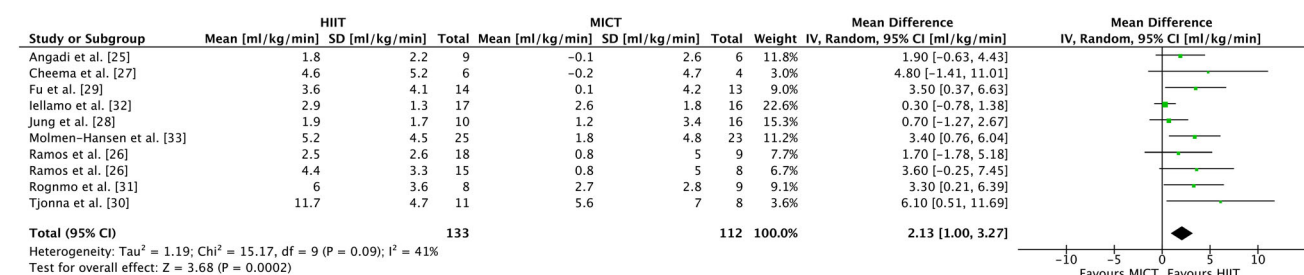 HIIT MICT Mean Difference Mean Difference
Study or Subgroup Mean [ml/kg/min] SD [ml/kg/min] Total Mean [ml/kg/min] SD [ml/kg/min] Total Weight IV, Random, 95% CI [ml/kg/min] IV, Random, 95% CI [ml/kg/min]
Angadi et al. [25] 1.8 2.2 9 -0.1 2.6 6 11.8% 1.90 [-0.63, 4.43]
Cheema et al. [27] 4.6 5.2 6 -0.2 4.7 4 3.0% 4.80 [-1.41, 11.01]
Fu et al. [29] 3.6 4.1 14 0.1 4.2 13 9.0% 3.50 [0.37, 6.63]
Iellamo et al. [32] 2.9 1.3 17 2.6 1.8 16 22.6% 0.30 [-0.78, 1.38]
Jung et al. [28] 1.9 1.7 10 1.2 3.4 16 15.3% 0.70 [-1.27, 2.67]
Molmen-Hansen et al. [33] 5.2 4.5 25 1.8 4.8 23 11.2% 3.40 [0.76, 6.04]
Ramos et al. [26] 2.5 2.6 18 0.8 5 9 7.7% 1.70 [-1.78, 5.18]
Ramos et al. [26] 4.4 3.3 15 0.8 5 8 6.7% 3.60 [-0.25, 7.45]
Rognmo et al. [31] 6 3.6 8 2.7 2.8 9 9.1% 3.30 [0.21, 6.39]
Tjonna et al. [30] 11.7 4.7 11 5.6 7 8 3.6% 6.10 [0.51, 11.69]
Total (95% CI) 133 112 100.0% 2.13 [1.00, 3.27]
Heterogeneity: Tau² = 1.19; Chi² = 15.17, df = 9 (P = 0.09); I² = 41%
Test for overall effect: Z = 3.68 (P = 0.0002)
-10 -5 0 5 10
Favours MICT Favours HIIT